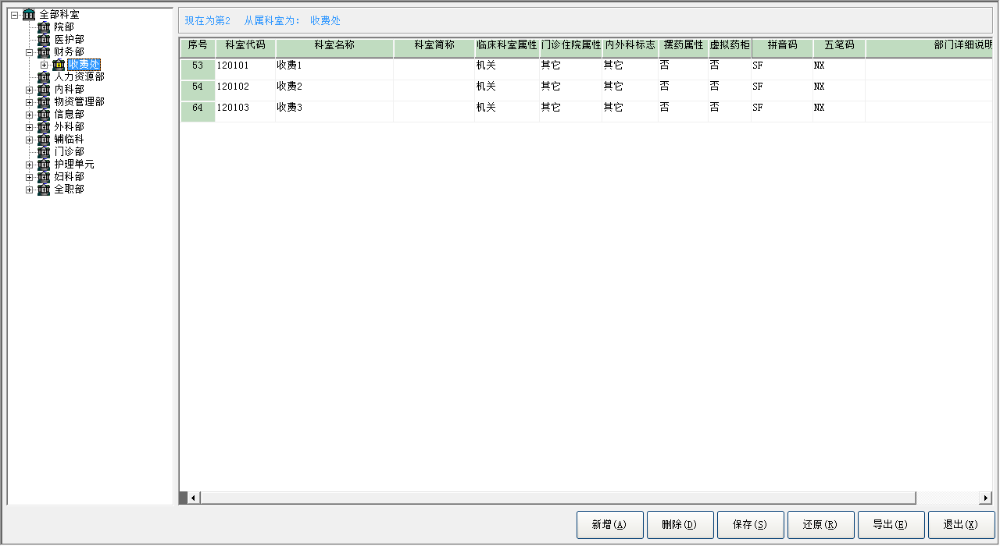 全部科室
院部
医护部
财务部
收费处
人力资源部
内科部
物资管理部
信息部
外科部
辅临科
门诊部
护理单元
妇科部
全职部
现在为第2 从属科室为： 收费处
序号 科室代码 科室名称 科室简称 临床科室属性 门诊住院属性 内外科标志 摆药属性 虚拟药柜 拼音码 五笔码 部门详细说明
53 120101 收费1 机关 其它 其它 否 否 SF NX
54 120102 收费2 机关 其它 其它 否 否 SF NX
64 120103 收费3 机关 其它 其它 否 否 SF NX
新增(A) 删除(D) 保存(S) 还原(R) 导出(E) 退出(X)